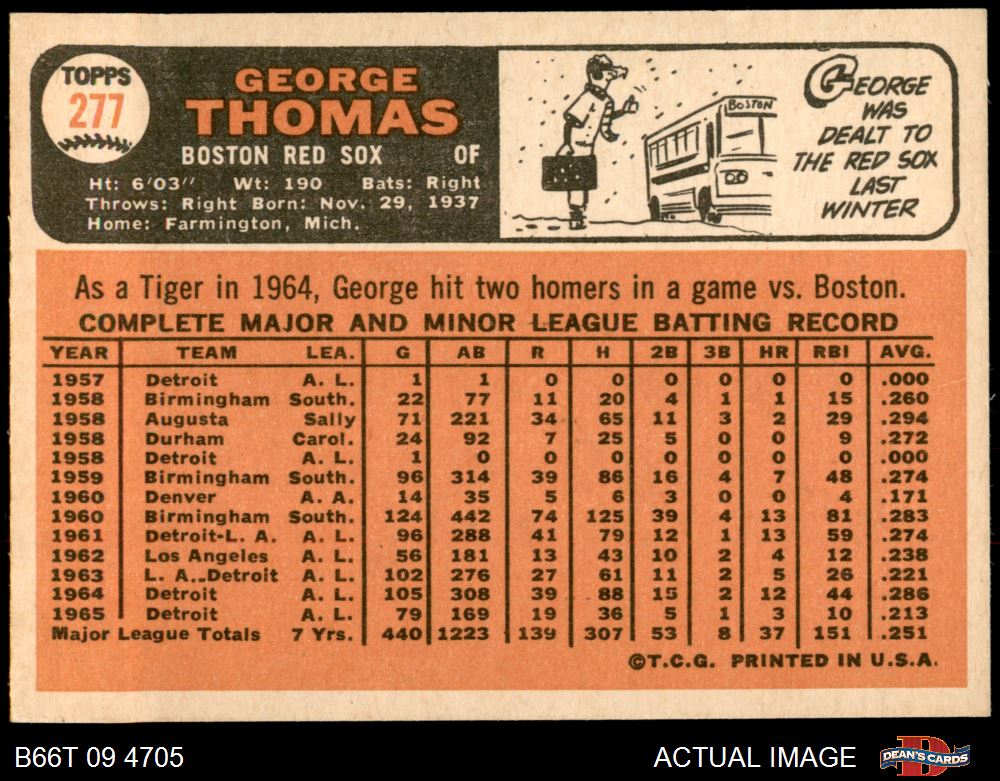 TOPPS
277
GEORGE
THOMAS
BOSTON RED SOX OF
Ht: 6'03" Wt: 190 Bats: Right
Throws: Right Born: Nov. 29, 1937
Home: Farmington, Mich.
BOSTON
GEORGE
WAS
DEALT TO
THE RED SOX
LAST
WINTER
As a Tiger in 1964, George hit two homers in a game vs. Boston.
COMPLETE MAJOR AND MINOR LEAGUE BATTING RECORD
YEAR TEAM LEA. G AB R H 2B 3B HR RBI AVG.
1957 Detroit A. L. 1 1 0 0 0 0 0 0 .000
1958 Birmingham South. 22 77 11 20 4 1 1 15 .260
1958 Augusta Sally 71 221 34 65 11 3 2 29 .294
1958 Durham Carol. 24 92 7 25 5 0 0 9 .272
1958 Detroit A. L. 1 0 0 0 0 0 0 0 .000
1959 Birmingham South. 96 314 39 86 16 4 7 48 .274
1960 Denver A. A. 14 35 5 6 3 0 0 4 .171
1960 Birmingham South. 124 442 74 125 39 4 13 81 .283
1961 Detroit-L. A. A. L. 96 288 41 79 12 1 13 59 .274
1962 Los Angeles A. L. 56 181 13 43 10 2 4 12 .238
1963 L. A.-Detroit A. L. 102 276 27 61 11 2 5 26 .221
1964 Detroit A. L. 105 308 39 88 15 2 12 44 .286
1965 Detroit A. L. 79 169 19 36 5 1 3 10 .213
Major League Totals 7 Yrs. 440 1223 139 307 53 8 37 151 .251
©T.C.G. PRINTED IN U.S.A.
B66T 09 4705 ACTUAL IMAGE DEAN'S CARDS